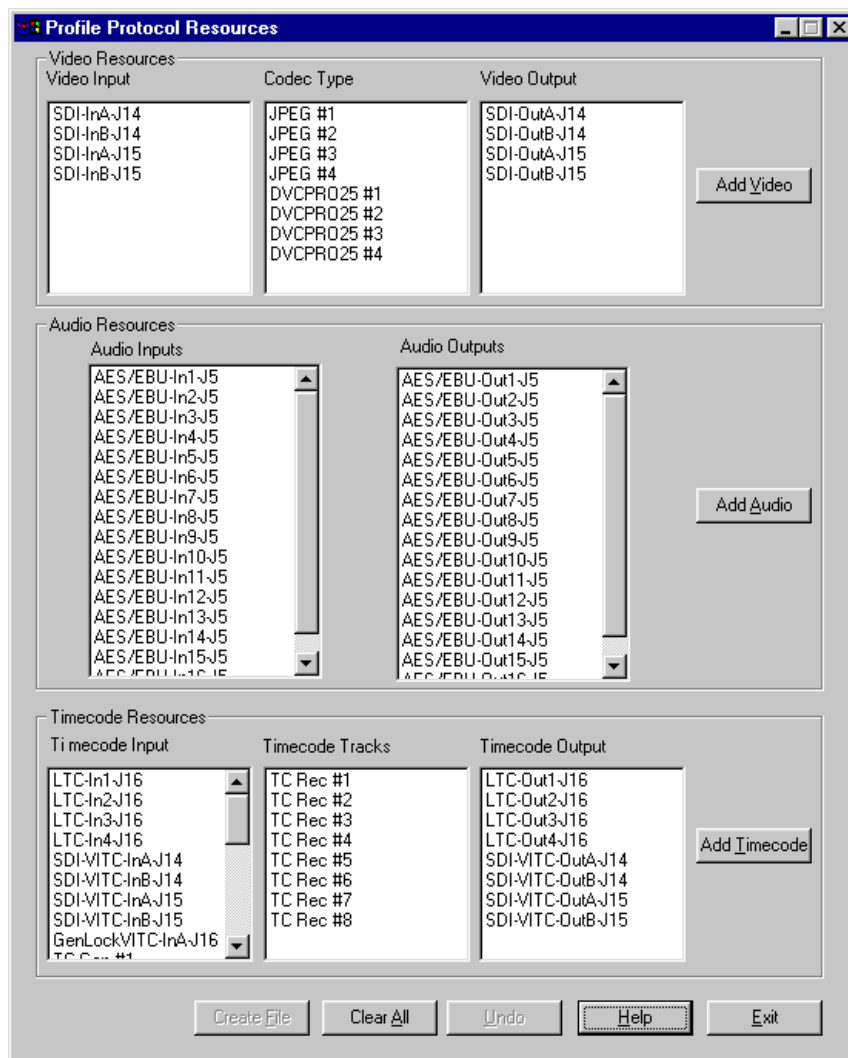 Profile Protocol Resources
Video Resources
Video Input
Codec Type
Video Output
SDI-InA-J14
SDI-InB-J14
SDI-InA-J15
SDI-InB-J15
JPEG #1
JPEG #2
JPEG #3
JPEG #4
DVCPRO25 #1
DVCPRO25 #2
DVCPRO25 #3
DVCPRO25 #4
SDI-OutA-J14
SDI-OutB-J14
SDI-OutA-J15
SDI-OutB-J15
Add Video
Audio Resources
Audio Inputs
Audio Outputs
AES/EBU-In1-J5
AES/EBU-In2-J5
AES/EBU-In3-J5
AES/EBU-In4-J5
AES/EBU-In5-J5
AES/EBU-In6-J5
AES/EBU-In7-J5
AES/EBU-In8-J5
AES/EBU-In9-J5
AES/EBU-In10-J5
AES/EBU-In11-J5
AES/EBU-In12-J5
AES/EBU-In13-J5
AES/EBU-In14-J5
AES/EBU-In15-J5
AES/EBU-In16-J5
AES/EBU-Out1-J5
AES/EBU-Out2-J5
AES/EBU-Out3-J5
AES/EBU-Out4-J5
AES/EBU-Out5-J5
AES/EBU-Out6-J5
AES/EBU-Out7-J5
AES/EBU-Out8-J5
AES/EBU-Out9-J5
AES/EBU-Out10-J5
AES/EBU-Out11-J5
AES/EBU-Out12-J5
AES/EBU-Out13-J5
AES/EBU-Out14-J5
AES/EBU-Out15-J5
AES/EBU-Out16-J5
Add Audio
Timecode Resources
Timecode Input
Timecode Tracks
Timecode Output
LTC-In1-J16
LTC-In2-J16
LTC-In3-J16
LTC-In4-J16
SDI-VITC-InA-J14
SDI-VITC-InB-J14
SDI-VITC-InA-J15
SDI-VITC-InB-J15
GenLockVITC-InA-J16
TC Gen #1
TC Rec #1
TC Rec #2
TC Rec #3
TC Rec #4
TC Rec #5
TC Rec #6
TC Rec #7
TC Rec #8
LTC-Out1-J16
LTC-Out2-J16
LTC-Out3-J16
LTC-Out4-J16
SDI-VITC-OutA-J14
SDI-VITC-OutB-J14
SDI-VITC-OutA-J15
SDI-VITC-OutB-J15
Add Timecode
Create File
Clear All
Undo
Help
Exit